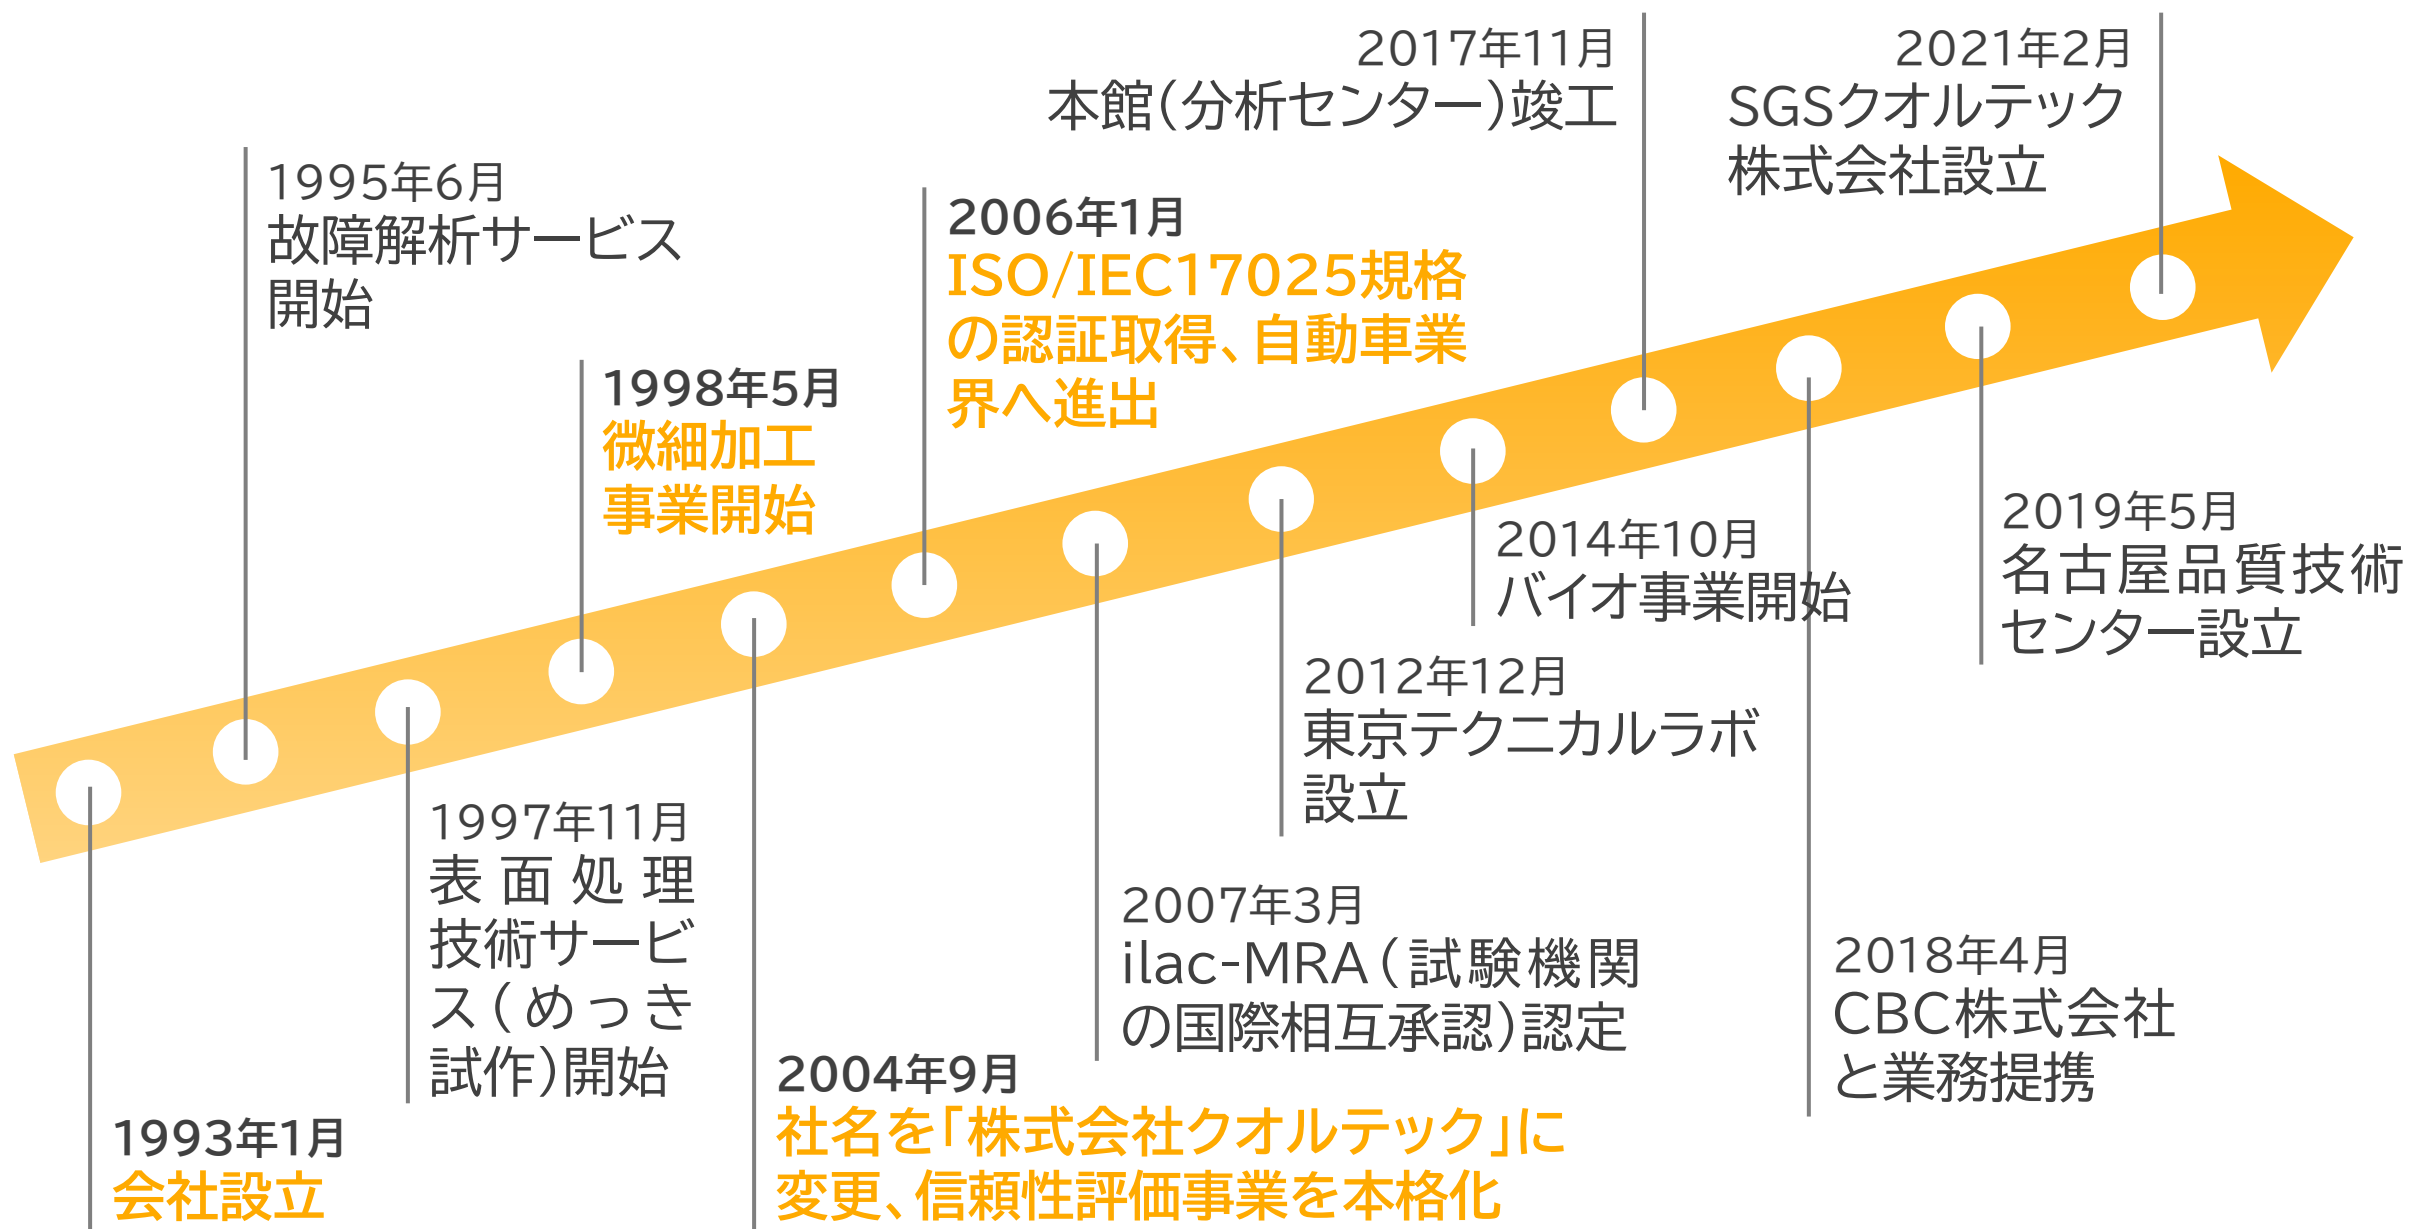 1993年1月
会社設立
1995年6月
故障解析サービス
開始
1997年11月
表面処理
技術サービ
ス（めっき
試作）開始
1998年5月
微細加工
事業開始
2004年9月
社名を「株式会社クオルテック」に
変更、信頼性評価事業を本格化
2006年1月
ISO/IEC17025規格
の認証取得、自動車業
界へ進出
2007年3月
ilac-MRA（試験機関
の国際相互承認）認定
2012年12月
東京テクニカルラボ
設立
2014年10月
バイオ事業開始
2017年11月
本館（分析センター）竣工
2018年4月
CBC株式会社
と業務提携
2019年5月
名古屋品質技術
センター設立
2021年2月
SGSクオルテック
株式会社設立